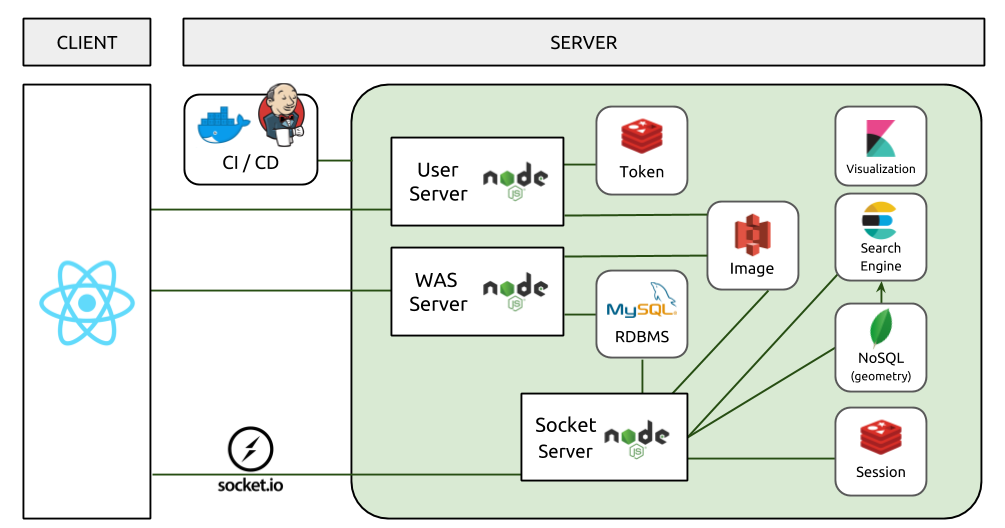 CLIENT
SERVER
CI / CD
User
Server
node
JS
Token
Visualization
WAS
Server
node
JS
Image
Search
Engine
MySQL
RDBMS
NoSQL
(geometry)
Socket
Server
node
JS
socket.io
Session